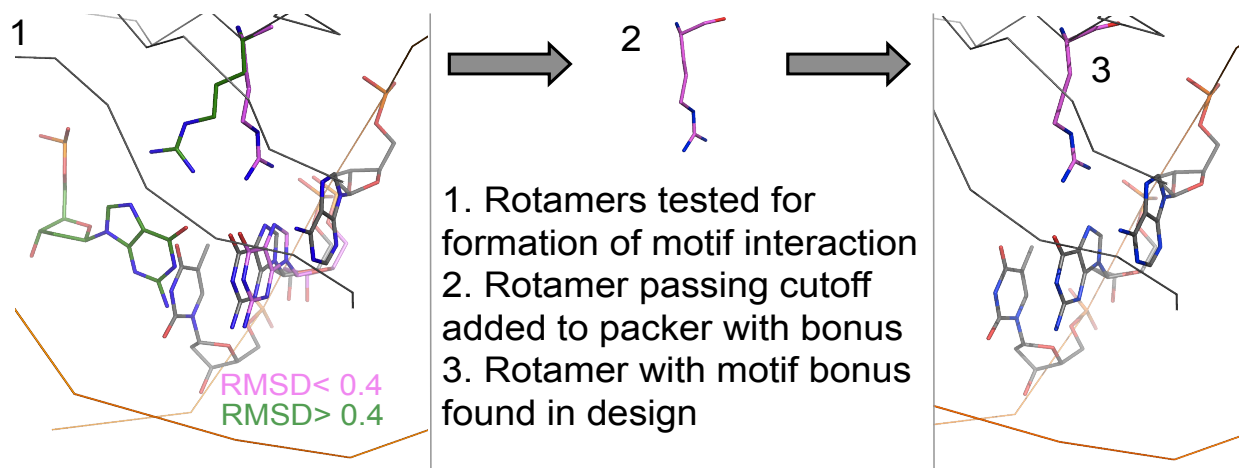 1
RMSD< 0.4
RMSD> 0.4
2
1. Rotamers tested for
formation of motif interaction
2. Rotamer passing cutoff
added to packer with bonus
3. Rotamer with motif bonus
found in design
3